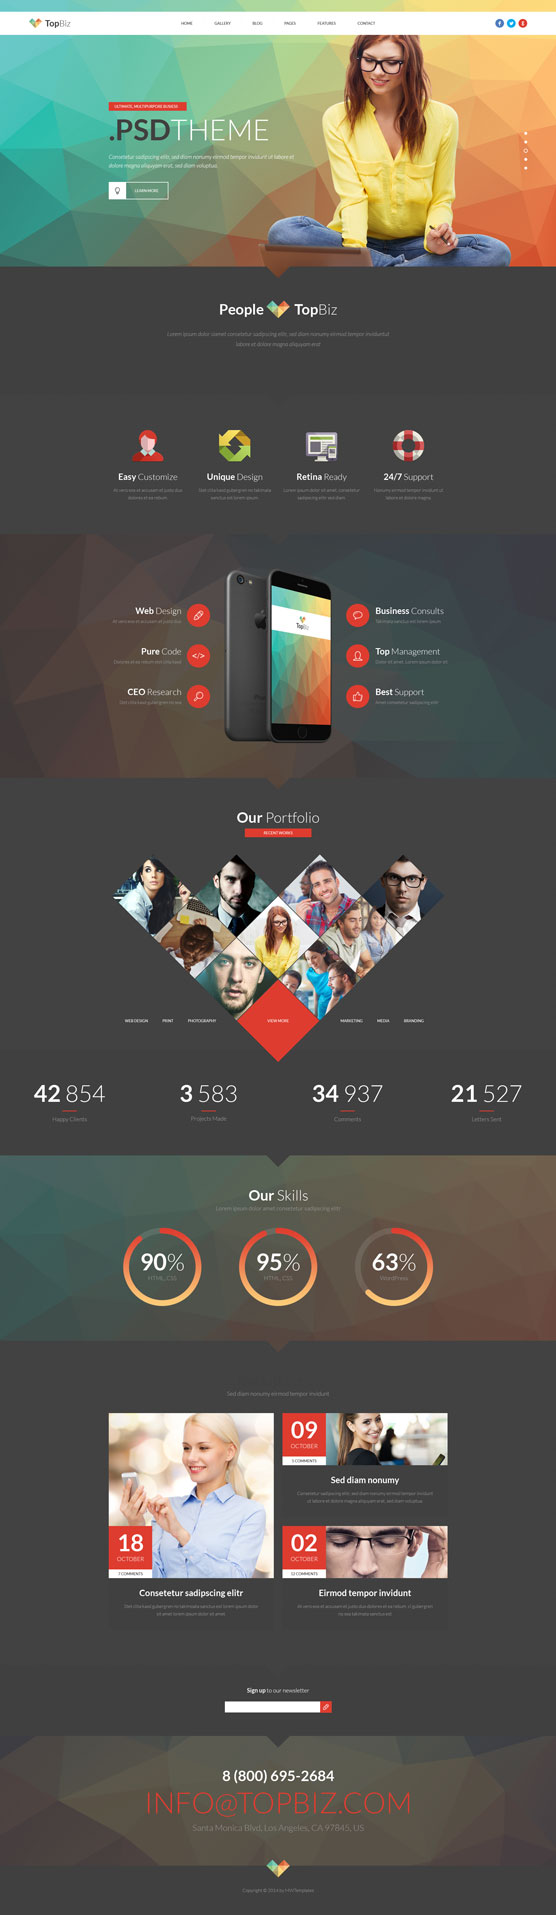 TopBiz
HOME GALLERY BLOG PAGES FEATURES CONTACT
ULTIMATE, MULTIPURPOSE BUSINESS
.PSDTHEME
Consetetur sadipscing elitr, sed diam nonumy eirmod tempor invidunt ut labore et
dolore magna aliquyam erat, sed diam voluptua.
LEARN MORE
People TopBiz
Lorem ipsum dolor siamet consetetur sadipscing elitr, sed diam nonumy eirmod tempor inviduntut
labore et dolore magna aliquyam erat
Easy Customize
At vero eos et accusam et justo duo
dolores et ea rebum
Unique Design
Stet clita kasd gubergren no takimata
sanctus est lorem ipsum
Retina Ready
Lorem ipsum dolor sit amet, consetetur
sadipscing elitr sed diam
24/7 Support
Nonumy eirmod tempor invidunt ut
labore et dolore magna
Web Design
At vero eos et accusam et justo duo
Business Consults
Takimata sanctus est lorem ipsum
Pure Code
Dolores et ea rebum stet clita kasd
</>
Top Management
Dolor sit amet. Lorem ipsum dolor sit
CEO Research
Stet clita kasd gubergren no sea
Best Support
Amet consetetur sadipscing elitr
TopBiz
Our Portfolio
RECENT WORKS
WEB DESIGN PRINT PHOTOGRAPHY VIEW MORE MARKETING MEDIA BRANDING
42 854
Happy Clients
3 583
Projects Made
34 937
Comments
21 527
Letters Sent
Our Skills
Lorem ipsum dolor amet consetetur sadipscing elitr
90%
HTML, CSS
95%
HTML, CSS
63%
WordPress
Sed diam nonumy eirmod tempor invidunt
18
OCTOBER
7 COMMENTS
Consetetur sadipscing elitr
Stet clita kasd gubergren no takimata sanctus est lorem ipsum dolor
sit amet lorem ipsum dolor sit amet
09
OCTOBER
5 COMMENTS
Sed diam nonumy
Consetetur sadipscing elitr, sed diam nonumy eirmod tempor invidunt
ut labore et dolore magna aliquyam erat, sed diam voluptua.
02
OCTOBER
12 COMMENTS
Eirmod tempor invidunt
At vero eos et accusam et justo duo dolores et ea rebum. clita gubergren
no sea takimata sanctus est
Sign up to our newsletter
8 (800) 695-2684
INFO@TOPBIZ.COM
Santa Monica Blvd, Los Angeles, CA 97845, US
Copyright © 2014 by HWTemplates